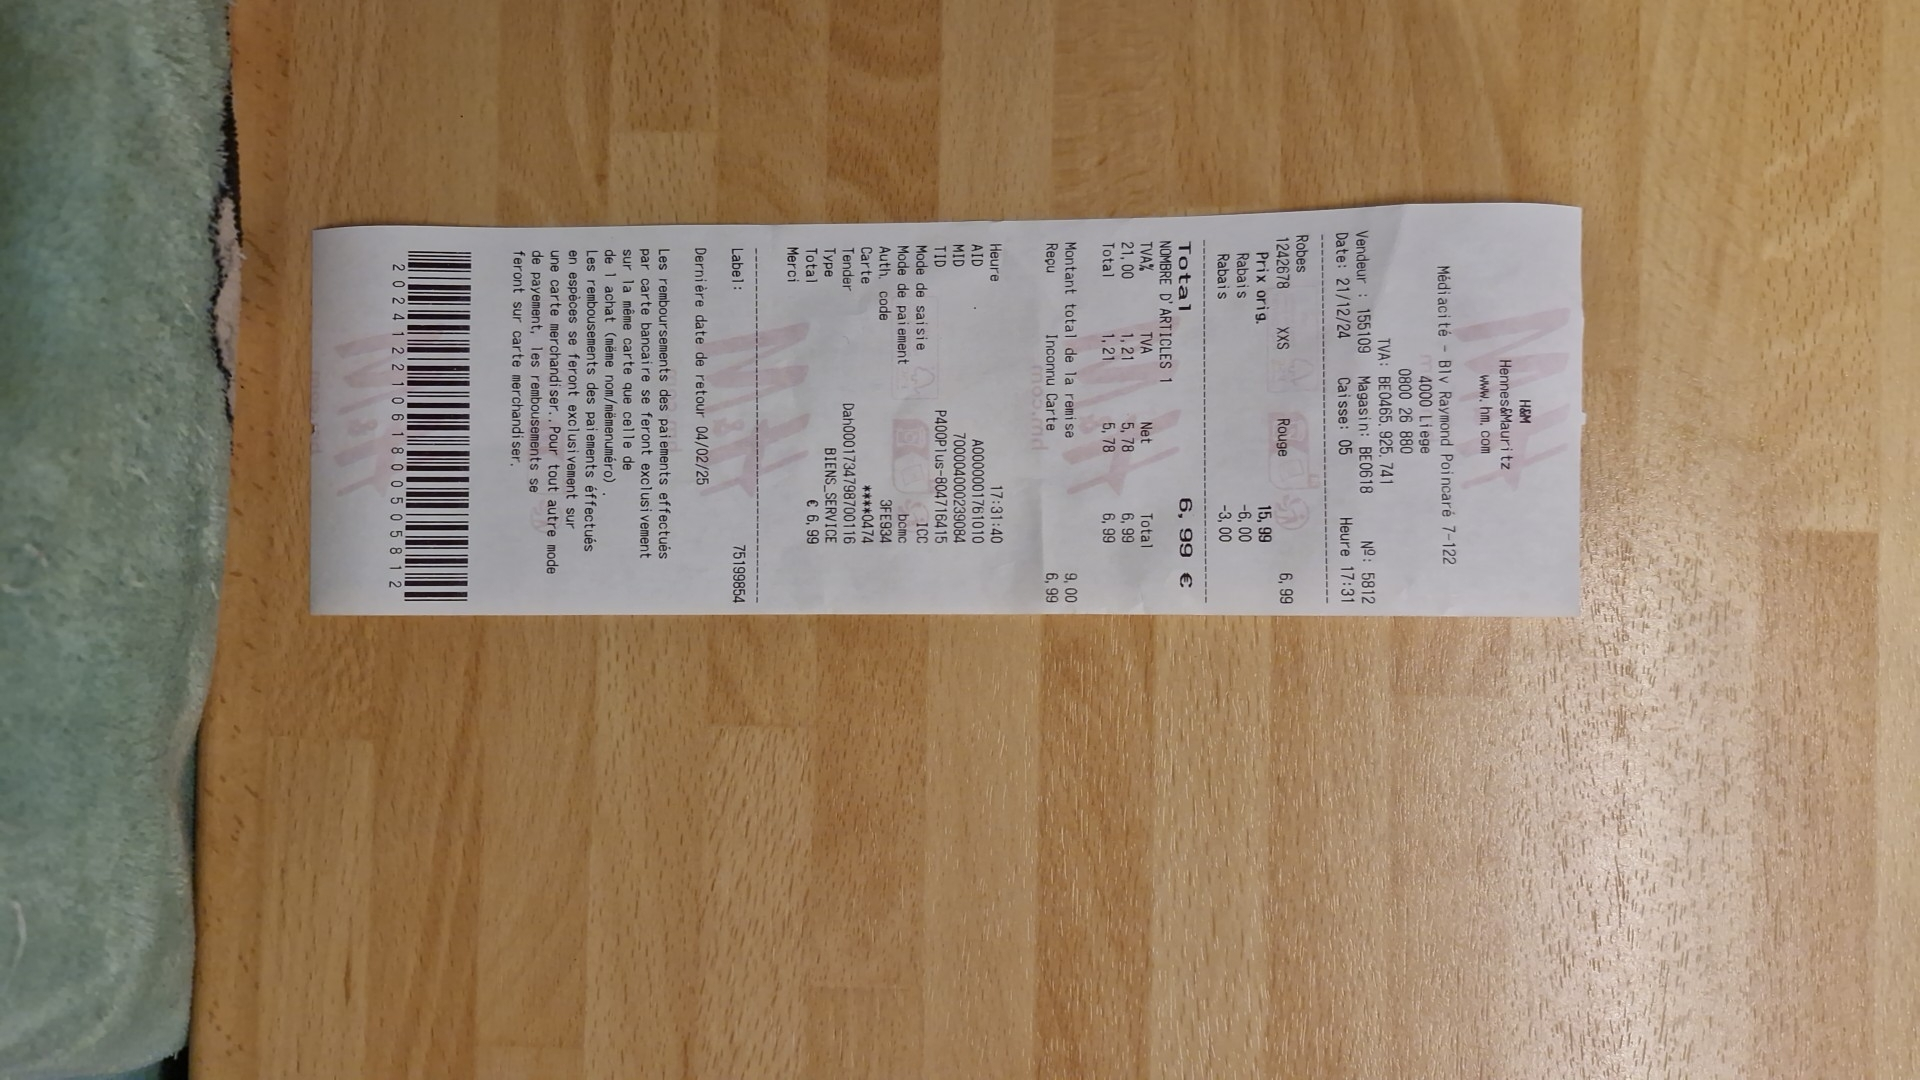 H&M
Hennes&Mauritz
www.hm.com
Médiacité - Blv Raymond Poincaré 7-122
4000 Liege
0800 26 880
TVA: BE0465.925.741
Vendeur : 155109 Magasin: BE0618 Nº: 5812
Date: 21/12/24 Caisse: 05 Heure 17:31
Robes
1242678 XXS Rouge 6,99
Prix orig. 15,99
Rabais -6,00
Rabais -3,00
Total 6,99 €
NOMBRE D'ARTICLES 1
TVA% TVA Net Total
21,00 1,21 5,78 6,99
Total 1,21 5,78 6,99
Montant total de la remise 9,00
Reçu Inconnu Carte 6,99
Heure 17:31:40
AID A0000001761010
MID 700004000239084
TID P400Plus-804716415
Mode de saisie ICC
Mode de paiement bcmc
Auth. code 3FE934
Carte ****0474
Tender Dah0001734798700116
Type BIENS_SERVICE
Total € 6,99
Merci
Label: 75199854
Dernière date de retour 04/02/25
Les remboursements des paiements effectués
par carte bancaire se feront exclusivement
sur la même carte que celle de
de l achat (même nom/mêmenuméro).
Les rembousements des paiements éffectués
en espèces se feront exclusivement sur
une carte merchandiser. Pour tout autre mode
de payement, les rembousements se
feront sur carte merchandiser.
20241221061800505812